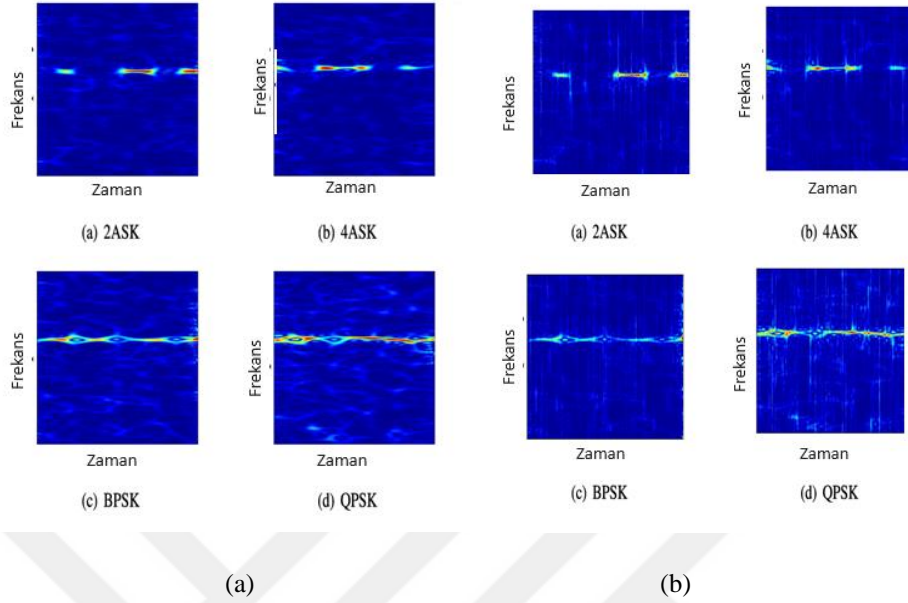 Frekans
Frekans
Frekans
Frekans
Zaman
Zaman
Zaman
Zaman
(a) 2ASK
(b) 4ASK
(a) 2ASK
(b) 4ASK
Frekans
Frekans
Frekans
Frekans
Zaman
Zaman
Zaman
Zaman
(c) BPSK
(d) QPSK
(c) BPSK
(d) QPSK
(a)
(b)